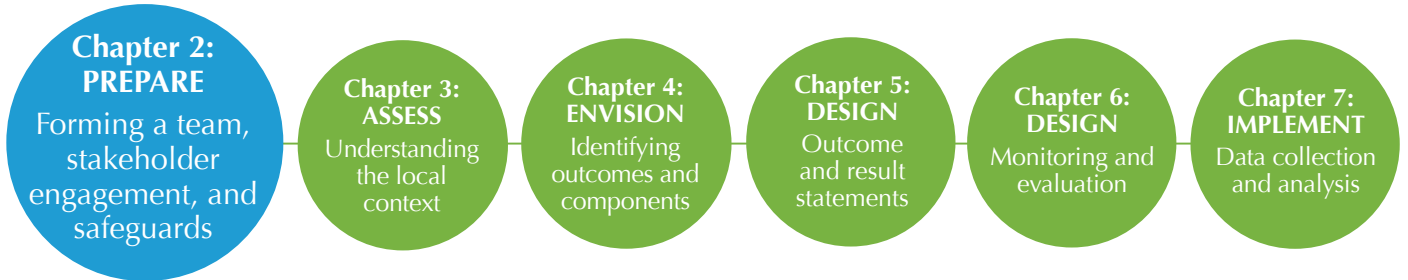 Chapter 2:
PREPARE
Forming a team,
stakeholder
engagement, and
safeguards
Chapter 3:
ASSESS
Understanding
the local
context
Chapter 4:
ENVISION
Identifying
outcomes and
components
Chapter 5:
DESIGN
Outcome
and result
statements
Chapter 6:
DESIGN
Monitoring and
evaluation
Chapter 7:
IMPLEMENT
Data collection
and analysis